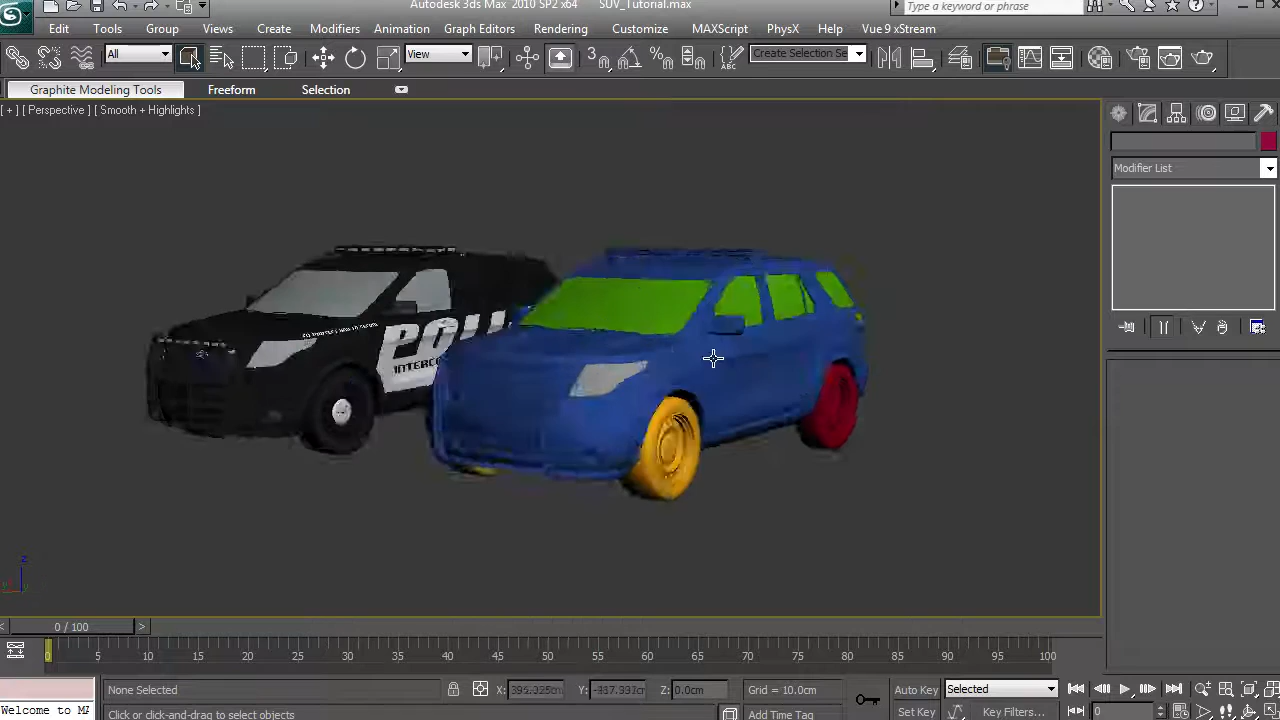 Autodesk 3ds Max 2010 SP2 x64 SUV_Tutorial.max
Type a keyword or phrase
Edit Tools Group Views Create Modifiers Animation Graph Editors Rendering Customize MAXScript PhysX Help Vue 9 xStream
All View 3 ABC Create Selection Se
Graphite Modeling Tools Freeform Selection
[ + ] [ Perspective ] [ Smooth + Highlights ]
Modifier List
INTERC
z
< 0 / 100 >
0 5 10 15 20 25 30 35 40 45 50 55 60 65 70 75 80 85 90 95 100
None Selected X: Y: Z: 0.0cm Grid = 10.0cm Auto Key Selected
Welcome to MA Click or click-and-drag to select objects Add Time Tag Set Key Key Filters... 0